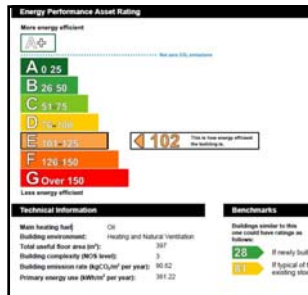 Energy Performance Asset Rating
More energy efficient
A+
Net zero CO₂ emissions
A 0-25
B 26-50
C 51-75
D 76-100
E 101-125
102
This is how energy efficient
the building is.
F 126-150
G Over 150
Less energy efficient
Technical Information
Main heating fuel: Oil
Building environment: Heating and Natural Ventilation
Total useful floor area (m²): 397
Building complexity (NOS level): 3
Building emission rate (kgCO₂/m² per year): 90.62
Primary energy use (kWh/m² per year): 361.22
Benchmarks
Buildings similar to this
one could have ratings as
follows:
28
If newly buil
81
If typical of t
existing sto